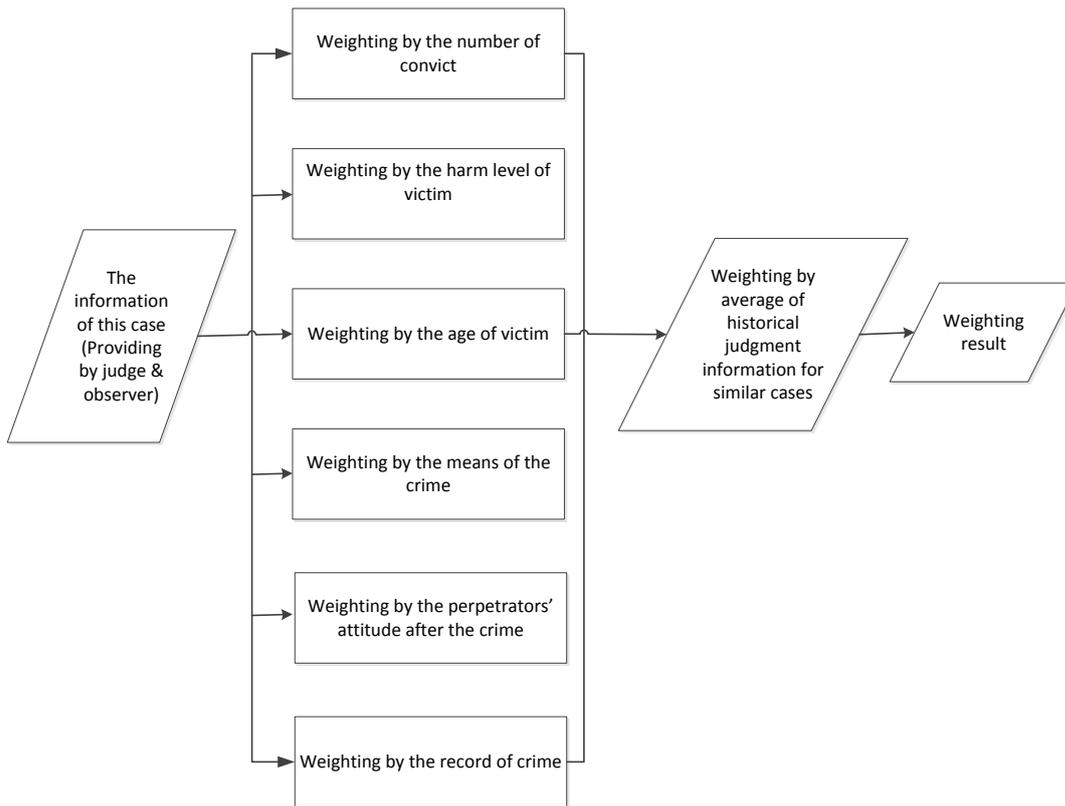 Weighting by the number of
convict
Weighting by the harm level of
victim
The
information
of this case
(Providing
by judge &
observer)
Weighting by the age of victim
Weighting by
average of
historical
judgment
information for
similar cases
Weighting
result
Weighting by the means of the
crime
Weighting by the perpetrators’
attitude after the crime
Weighting by the record of crime